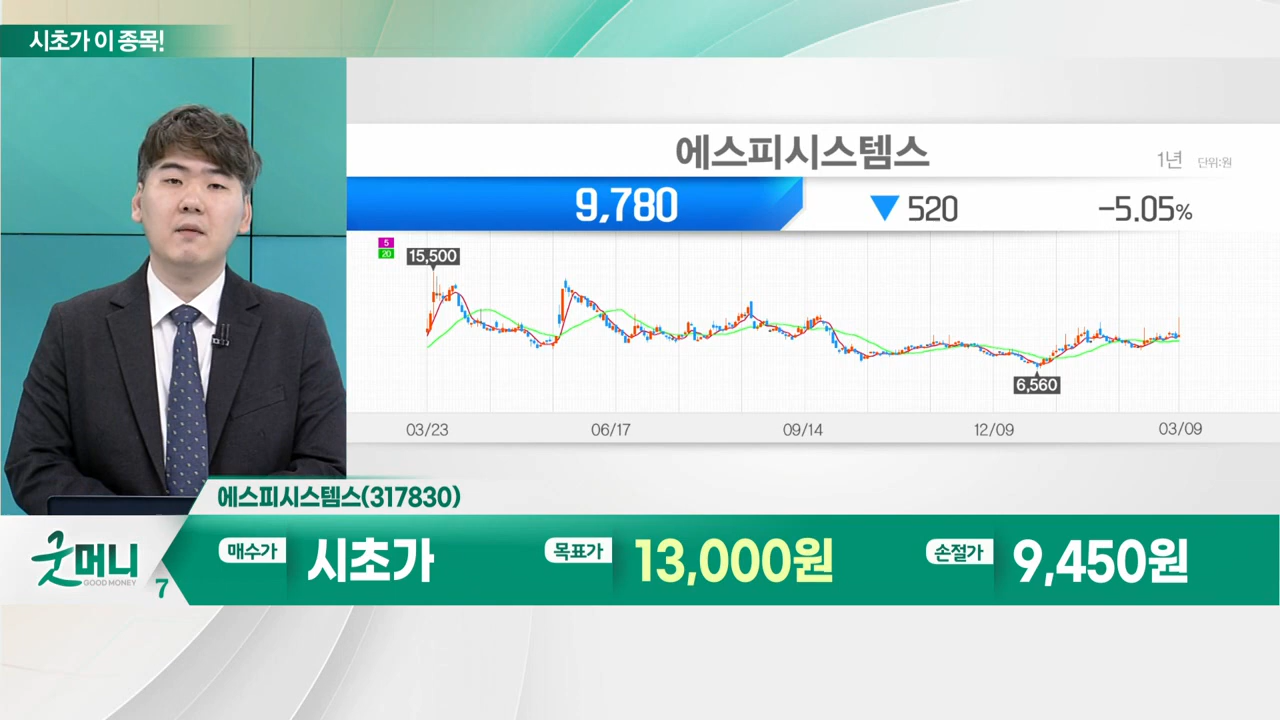 시초가 이 종목!
에스피시스템스
1년 단위:원
9,780 ▼520 -5.05%
5
20
15,500
6,560
03/23 06/17 09/14 12/09 03/09
에스피시스템스(317830)
굿머니
GOOD MONEY
7
매수가 시초가 목표가 13,000원 손절가 9,450원